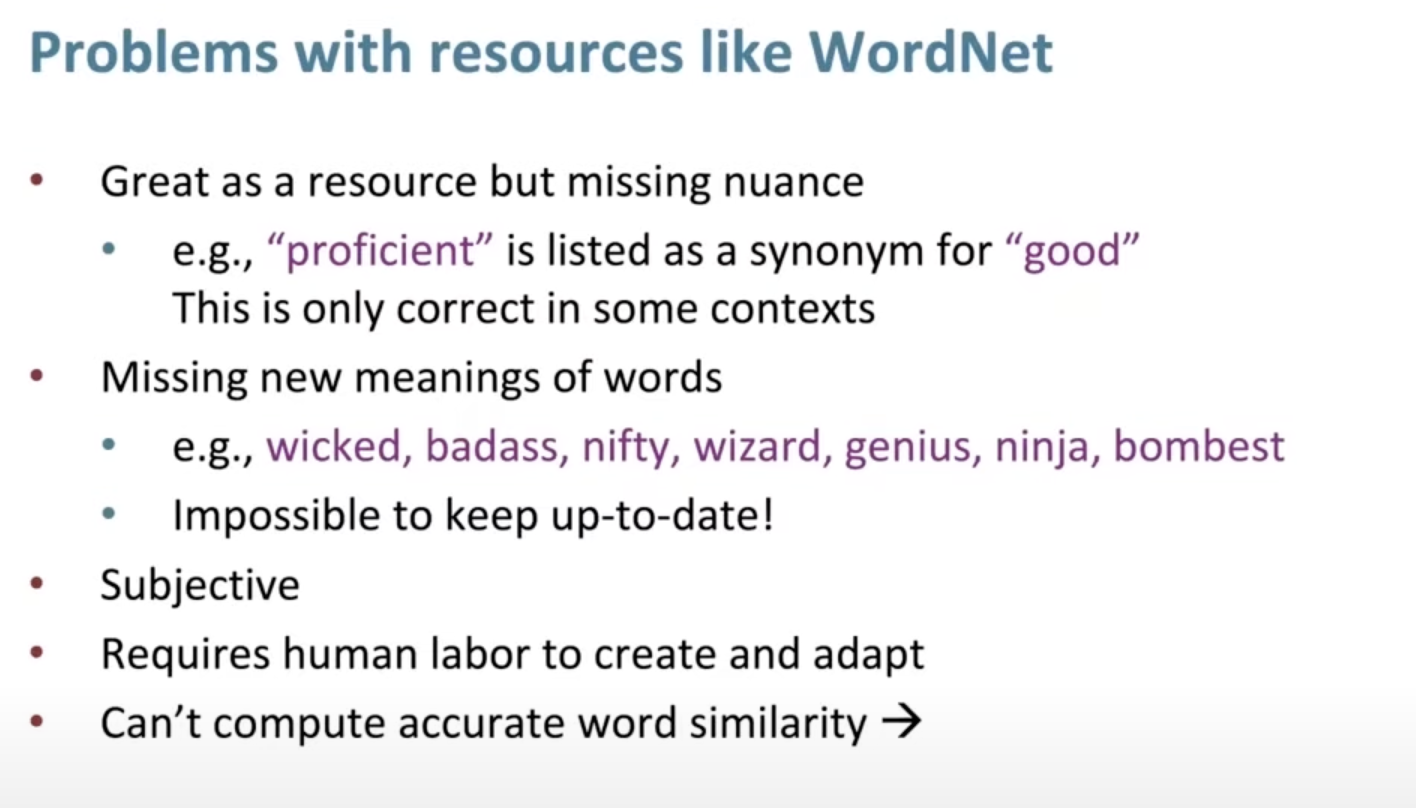 Problems with resources like WordNet
• Great as a resource but missing nuance
• e.g., “proficient” is listed as a synonym for “good”
This is only correct in some contexts
• Missing new meanings of words
• e.g., wicked, badass, nifty, wizard, genius, ninja, bombest
• Impossible to keep up-to-date!
• Subjective
• Requires human labor to create and adapt
• Can’t compute accurate word similarity →